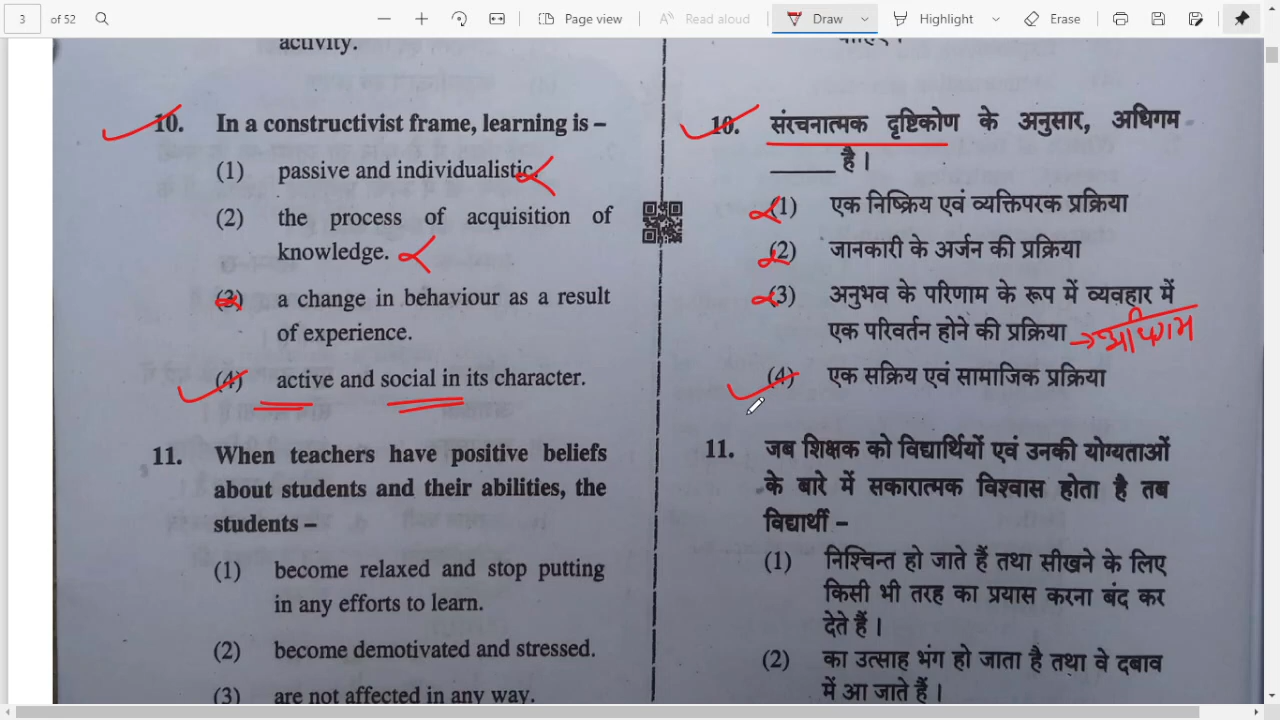 3 of 52 Page view Read aloud Draw Highlight Erase
activity.
10. In a constructivist frame, learning is –
(1) passive and individualistic.
(2) the process of acquisition of
knowledge.
(3) a change in behaviour as a result
of experience.
(4) active and social in its character.
11. When teachers have positive beliefs
about students and their abilities, the
students –
(1) become relaxed and stop putting
in any efforts to learn.
(2) become demotivated and stressed.
(3) are not affected in any way.
10. संरचनात्मक दृष्टिकोण के अनुसार, अधिगम
______ है।
(1) एक निष्क्रिय एवं व्यक्तिपरक प्रक्रिया
(2) जानकारी के अर्जन की प्रक्रिया
(3) अनुभव के परिणाम के रूप में व्यवहार में
एक परिवर्तन होने की प्रक्रिया → अधिगम
(4) एक सक्रिय एवं सामाजिक प्रक्रिया
11. जब शिक्षक को विद्यार्थियों एवं उनकी योग्यताओं
के बारे में सकारात्मक विश्वास होता है तब
विद्यार्थी –
(1) निश्चिन्त हो जाते हैं तथा सीखने के लिए
किसी भी तरह का प्रयास करना बंद कर
देते हैं।
(2) का उत्साह भंग हो जाता है तथा वे दबाव
में आ जाते हैं।